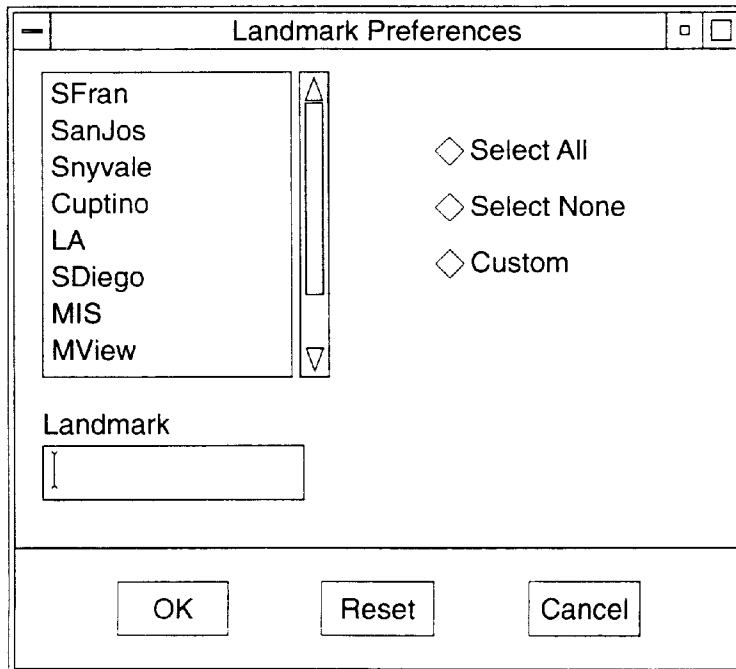 Landmark Preferences
SFran
SanJos
Snyvale
Cuptino
LA
SDiego
MIS
MView
Select All
Select None
Custom
Landmark
OK
Reset
Cancel